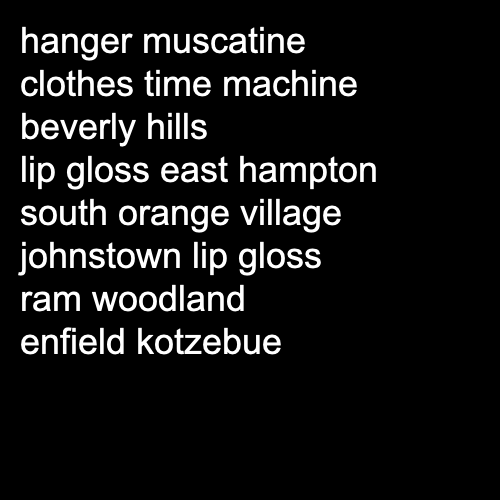 hanger muscatine
clothes time machine
beverly hills
lip gloss east hampton
south orange village
johnstown lip gloss
ram woodland
enfield kotzebue